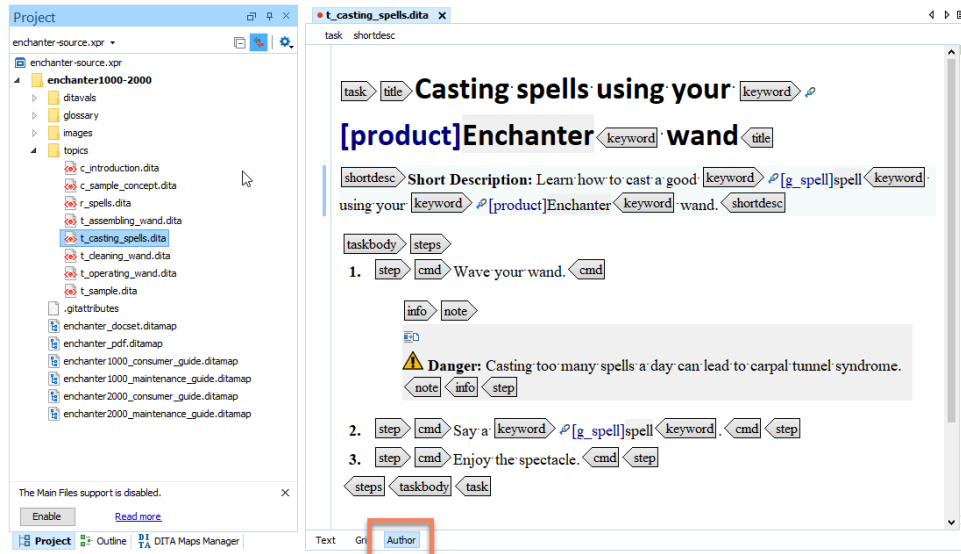 Project
enchanter-source.xpr
enchanter-source.xpr
enchanter1000-2000
ditavals
glossary
images
topics
c_introduction.dita
c_sample_concept.dita
r_spells.dita
t_assembling_wand.dita
t_casting_spells.dita
t_cleaning_wand.dita
t_operating_wand.dita
t_sample.dita
.gitattributes
enchanter_docset.ditamap
enchanter_pdf.ditamap
enchanter1000_consumer_guide.ditamap
enchanter1000_maintenance_guide.ditamap
enchanter2000_consumer_guide.ditamap
enchanter2000_maintenance_guide.ditamap
The Main Files support is disabled.
Enable Read more
Project Outline DITA Maps Manager
t_casting_spells.dita
task shortdesc
task title Casting spells using your keyword
[product]Enchanter keyword wand title
shortdesc Short Description: Learn how to cast a good keyword [g_spell]spell keyword
using your keyword [product]Enchanter keyword wand. shortdesc
taskbody steps
1. step cmd Wave your wand. cmd
info note
Danger: Casting too many spells a day can lead to carpal tunnel syndrome.
note info step
2. step cmd Say a keyword [g_spell]spell keyword . cmd step
3. step cmd Enjoy the spectacle. cmd step
steps taskbody task
Text Gri Author